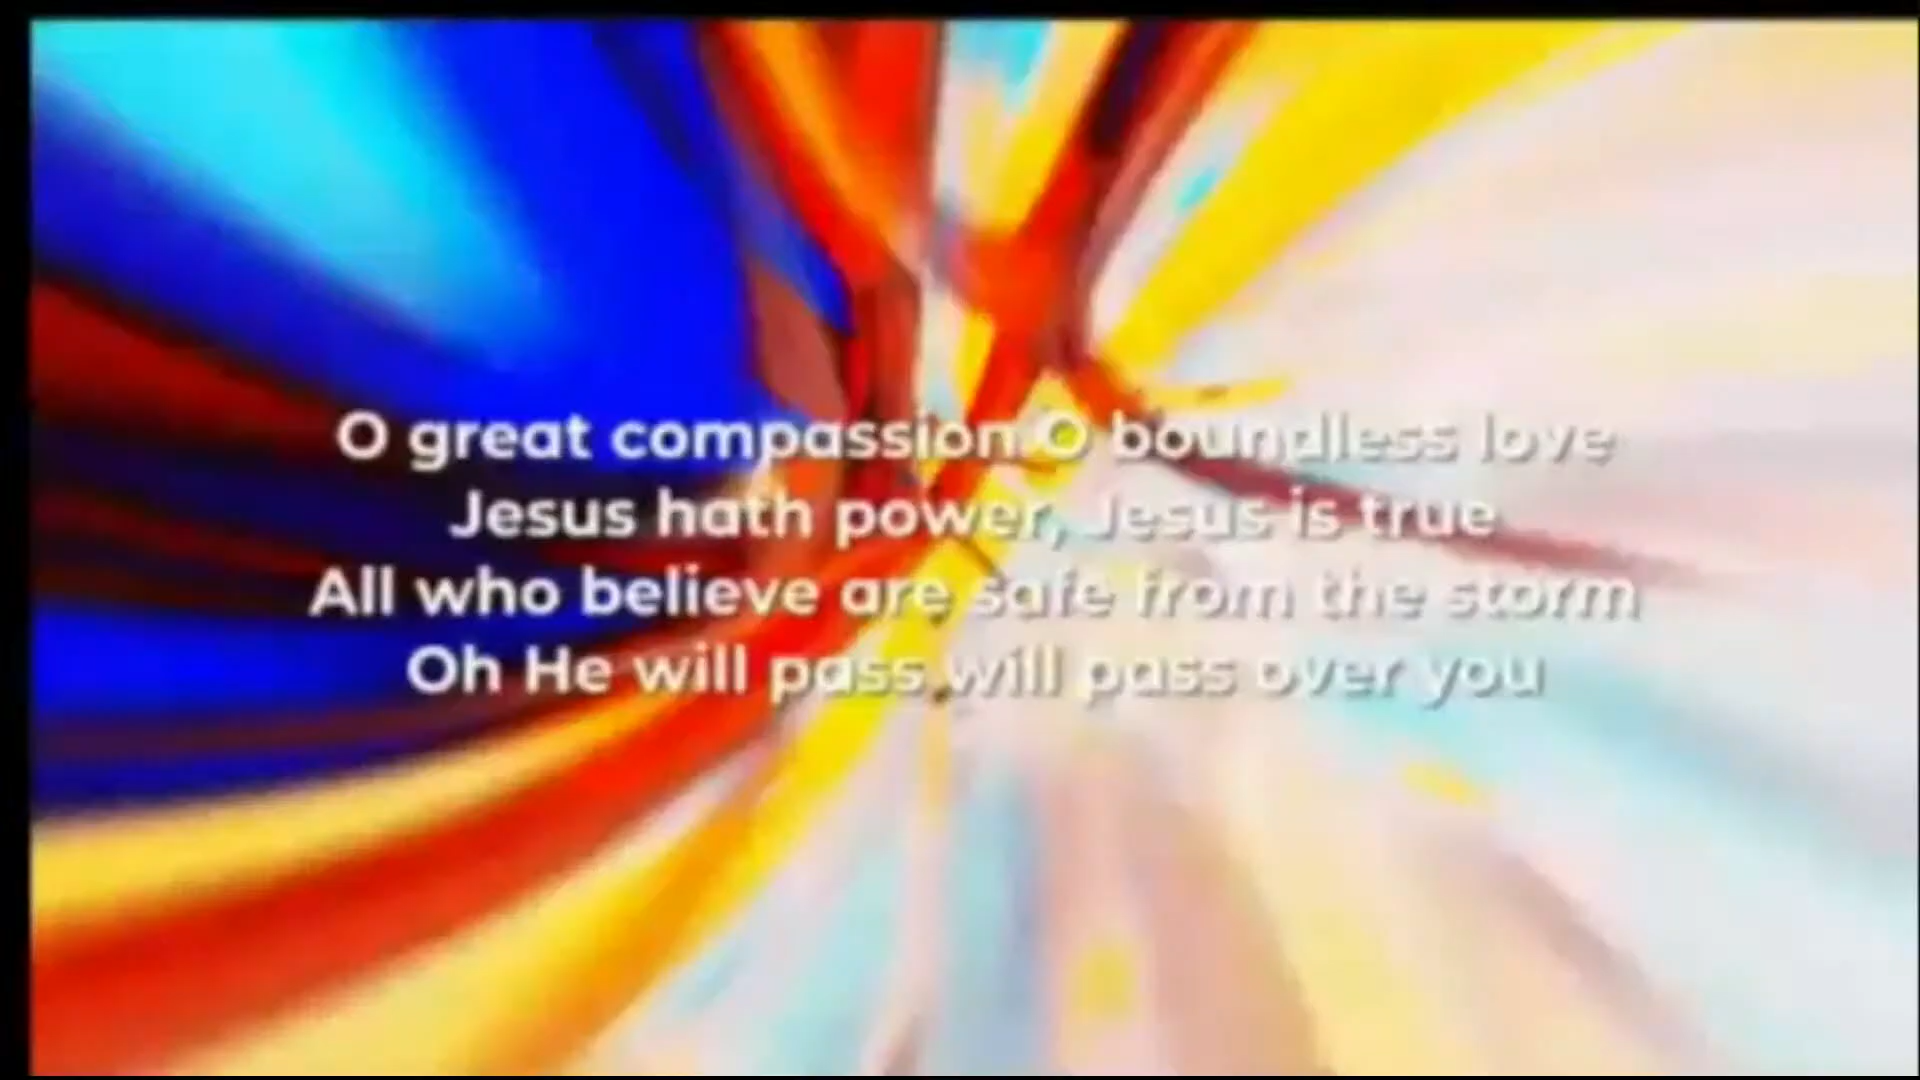 O great compassion O boundless love
Jesus hath power, Jesus is true
All who believe are safe from the storm
Oh He will pass will pass over you